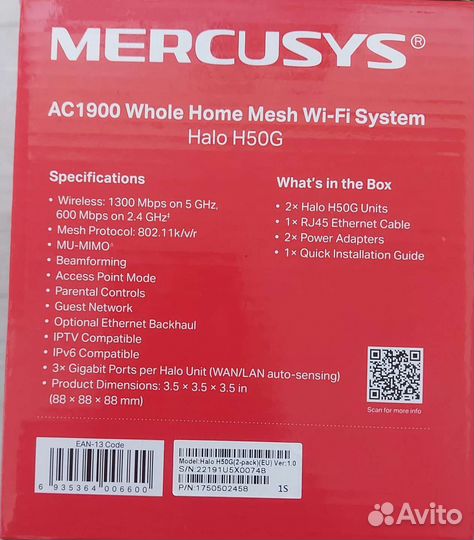 MERCUSYS®
AC1900 Whole Home Mesh Wi-Fi System
Halo H50G
Specifications
• Wireless: 1300 Mbps on 5 GHz,
600 Mbps on 2.4 GHz‡
• Mesh Protocol: 802.11k/v/r
• MU-MIMO^
• Beamforming
• Access Point Mode
• Parental Controls
• Guest Network
• Optional Ethernet Backhaul
• IPTV Compatible
• IPv6 Compatible
• 3× Gigabit Ports per Halo Unit (WAN/LAN auto-sensing)
• Product Dimensions: 3.5 × 3.5 × 3.5 in
(88 × 88 × 88 mm)
What's in the Box
• 2× Halo H50G Units
• 1× RJ45 Ethernet Cable
• 2× Power Adapters
• 1× Quick Installation Guide
Scan for more info
EAN-13 Code
6 935364 006600 >
Model:Halo H50G(2-pack)(EU) Ver:1.0
S/N:22191U5X00748
P/N:1750502458 1S
Avito